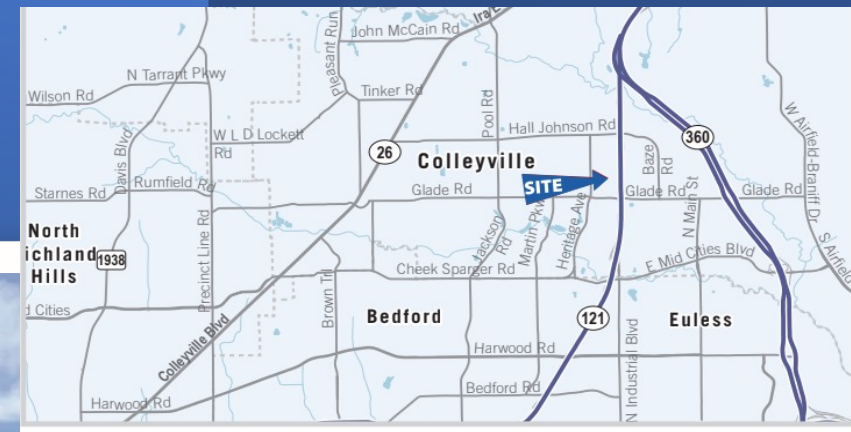 John McCain Rd
Ira E
Pleasant Run
N Tarrant Pkwy
Wilson Rd
Tinker Rd
Pool Rd
Hall Johnson Rd
W L D Lockett
Rd
26
Colleyville
360
W Airfield-Braniff Dr
Baze
Rd
Davis Blvd
Rumfield Rd
Starnes Rd
SITE
Glade Rd
Glade Rd
Glade Rd
N Main St
Precinct Line Rd
Jackson
Rd
Martin Pkwy
Heritage Ave
S Airfield
North
ichland
Hills
1938
Cheek Sparger Rd
E Mid Cities Blvd
d Cities
Brown Trl
Bedford
121
Euless
Colleyville Blvd
Harwood Rd
N Industrial Blvd
Bedford Rd
Harwood Rd